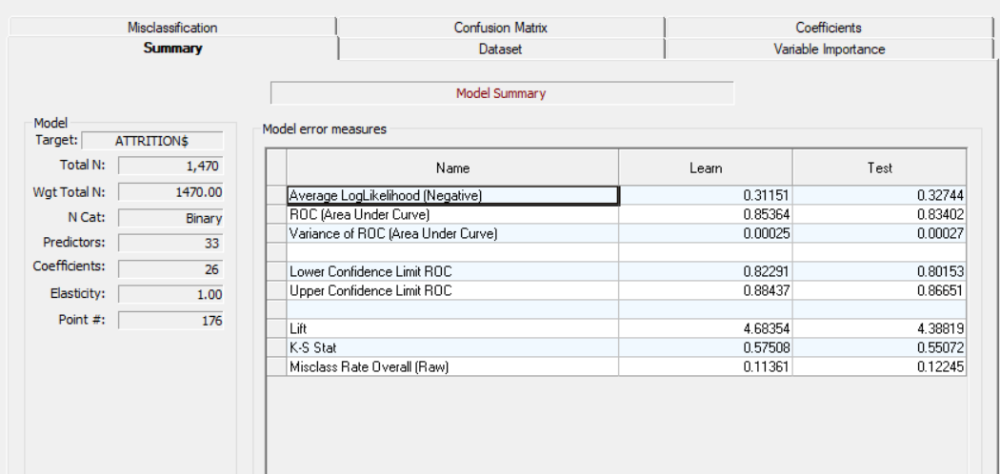 Misclassification Confusion Matrix Coefficients
Summary Dataset Variable Importance
Model Summary
Model
Target: ATTRITION$
Total N: 1,470
Wgt Total N: 1470.00
N Cat: Binary
Predictors: 33
Coefficients: 26
Elasticity: 1.00
Point #: 176
Model error measures
Name Learn Test
Average LogLikelihood (Negative) 0.31151 0.32744
ROC (Area Under Curve) 0.85364 0.83402
Variance of ROC (Area Under Curve) 0.00025 0.00027
Lower Confidence Limit ROC 0.82291 0.80153
Upper Confidence Limit ROC 0.88437 0.86651
Lift 4.68354 4.38819
K-S Stat 0.57508 0.55072
Misclass Rate Overall (Raw) 0.11361 0.12245